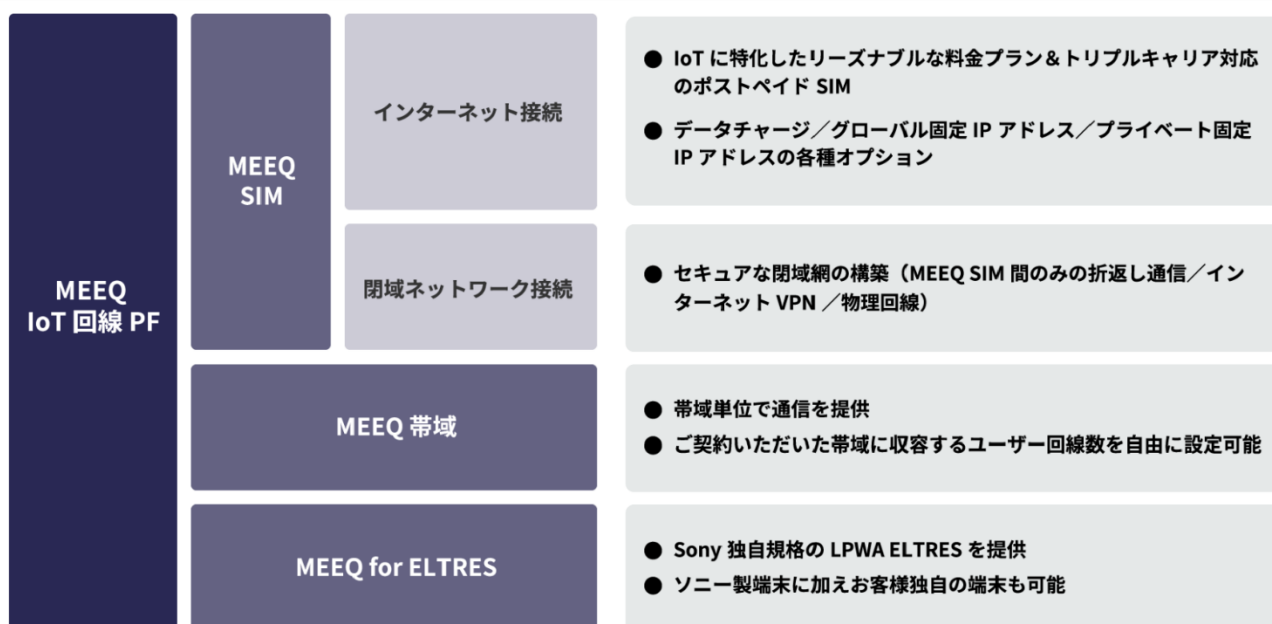 MEEQ
IoT 回線 PF
MEEQ
SIM
インターネット接続
● IoT に特化したリーズナブルな料金プラン＆トリプルキャリア対応
のポストペイド SIM
● データチャージ／グローバル固定 IP アドレス／プライベート固定
IP アドレスの各種オプション
閉域ネットワーク接続
● セキュアな閉域網の構築（MEEQ SIM 間のみの折返し通信／イン
ターネット VPN ／物理回線）
MEEQ 帯域
● 帯域単位で通信を提供
● ご契約いただいた帯域に収容するユーザー回線数を自由に設定可能
MEEQ for ELTRES
● Sony 独自規格の LPWA ELTRES を提供
● ソニー製端末に加えお客様独自の端末も可能